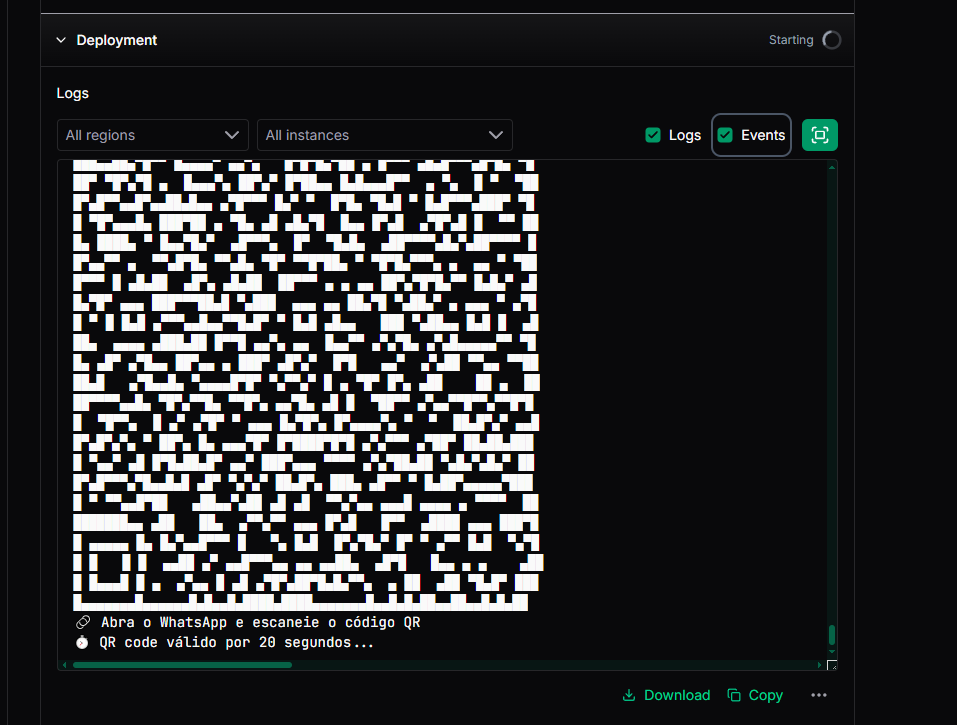 Deployment
Starting
Logs
All regions
All instances
Logs
Events
Abra o WhatsApp e escaneie o código QR
QR code válido por 20 segundos...
Download
Copy